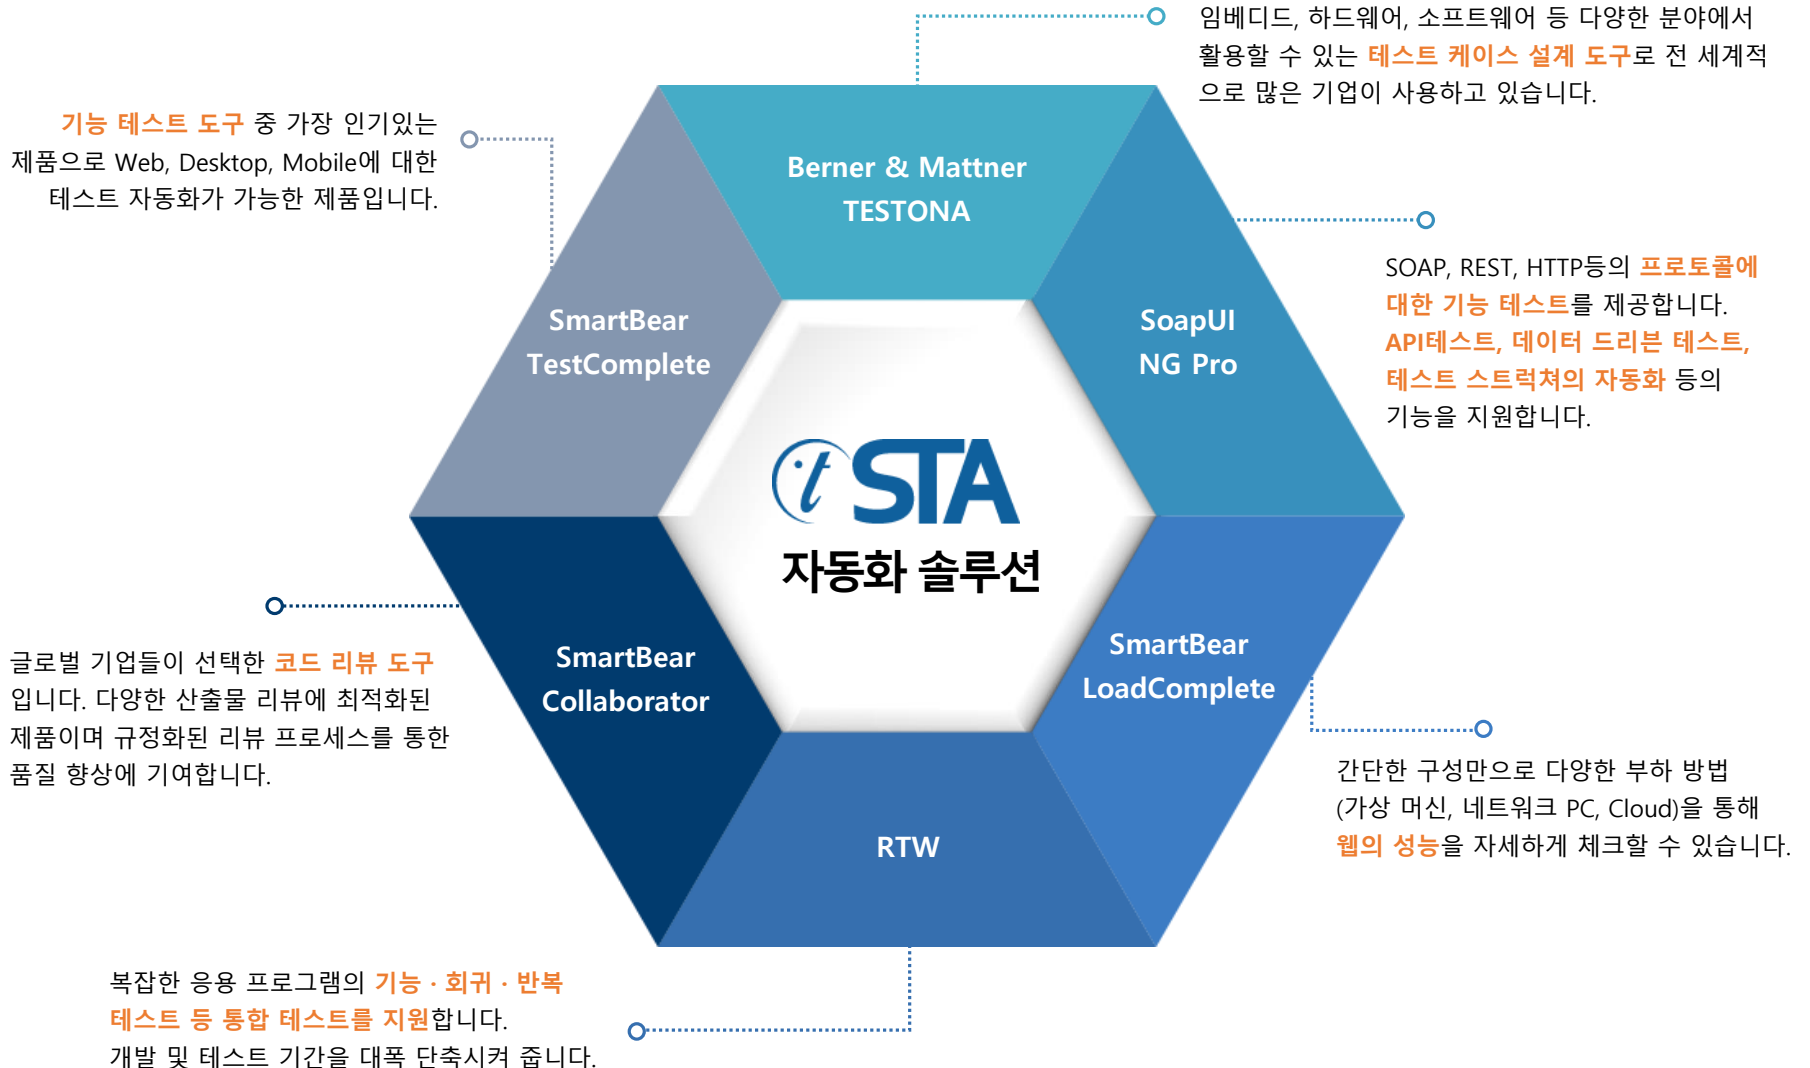 임베디드, 하드웨어, 소프트웨어 등 다양한 분야에서
활용할 수 있는 테스트 케이스 설계 도구로 전 세계적
으로 많은 기업이 사용하고 있습니다.
기능 테스트 도구 중 가장 인기있는
제품으로 Web, Desktop, Mobile에 대한
테스트 자동화가 가능한 제품입니다.
Berner & Mattner
TESTONA
SOAP, REST, HTTP등의 프로토콜에
대한 기능 테스트를 제공합니다.
API테스트, 데이터 드리븐 테스트,
테스트 스트럭쳐의 자동화 등의
기능을 지원합니다.
SmartBear
TestComplete
SoapUI
NG Pro
t STA
자동화 솔루션
글로벌 기업들이 선택한 코드 리뷰 도구
입니다. 다양한 산출물 리뷰에 최적화된
제품이며 규정화된 리뷰 프로세스를 통한
품질 향상에 기여합니다.
SmartBear
Collaborator
SmartBear
LoadComplete
간단한 구성만으로 다양한 부하 방법
(가상 머신, 네트워크 PC, Cloud)을 통해
웹의 성능을 자세하게 체크할 수 있습니다.
RTW
복잡한 응용 프로그램의 기능 · 회귀 · 반복
테스트 등 통합 테스트를 지원합니다.
개발 및 테스트 기간을 대폭 단축시켜 줍니다.